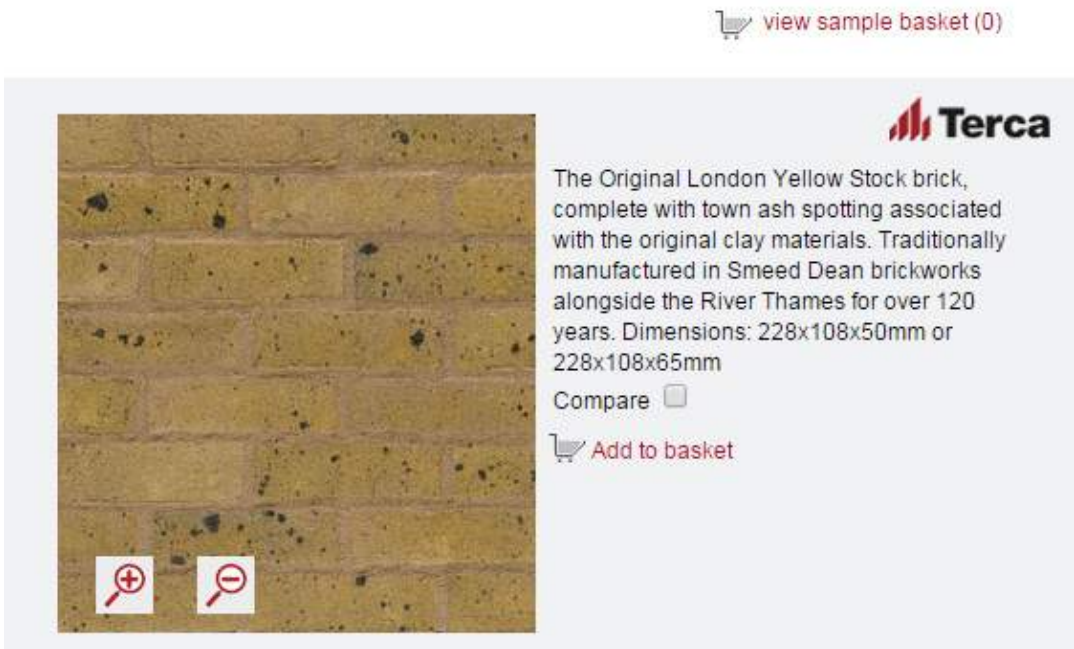 view sample basket (0)
Terca
The Original London Yellow Stock brick,
complete with town ash spotting associated
with the original clay materials. Traditionally
manufactured in Smeed Dean brickworks
alongside the River Thames for over 120
years. Dimensions: 228x108x50mm or
228x108x65mm
Compare
Add to basket